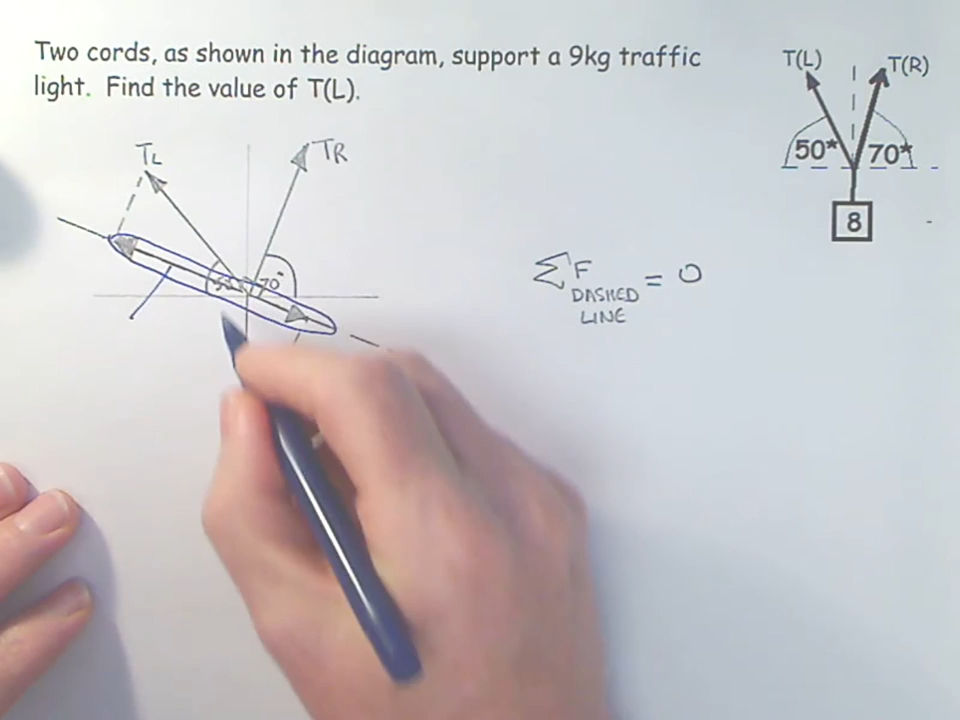 Two cords, as shown in the diagram, support a 9kg traffic
light. Find the value of T(L).
T(L)
T(R)
50*
70*
8
TL
TR
50
70°
ΣF DASHED LINE = 0